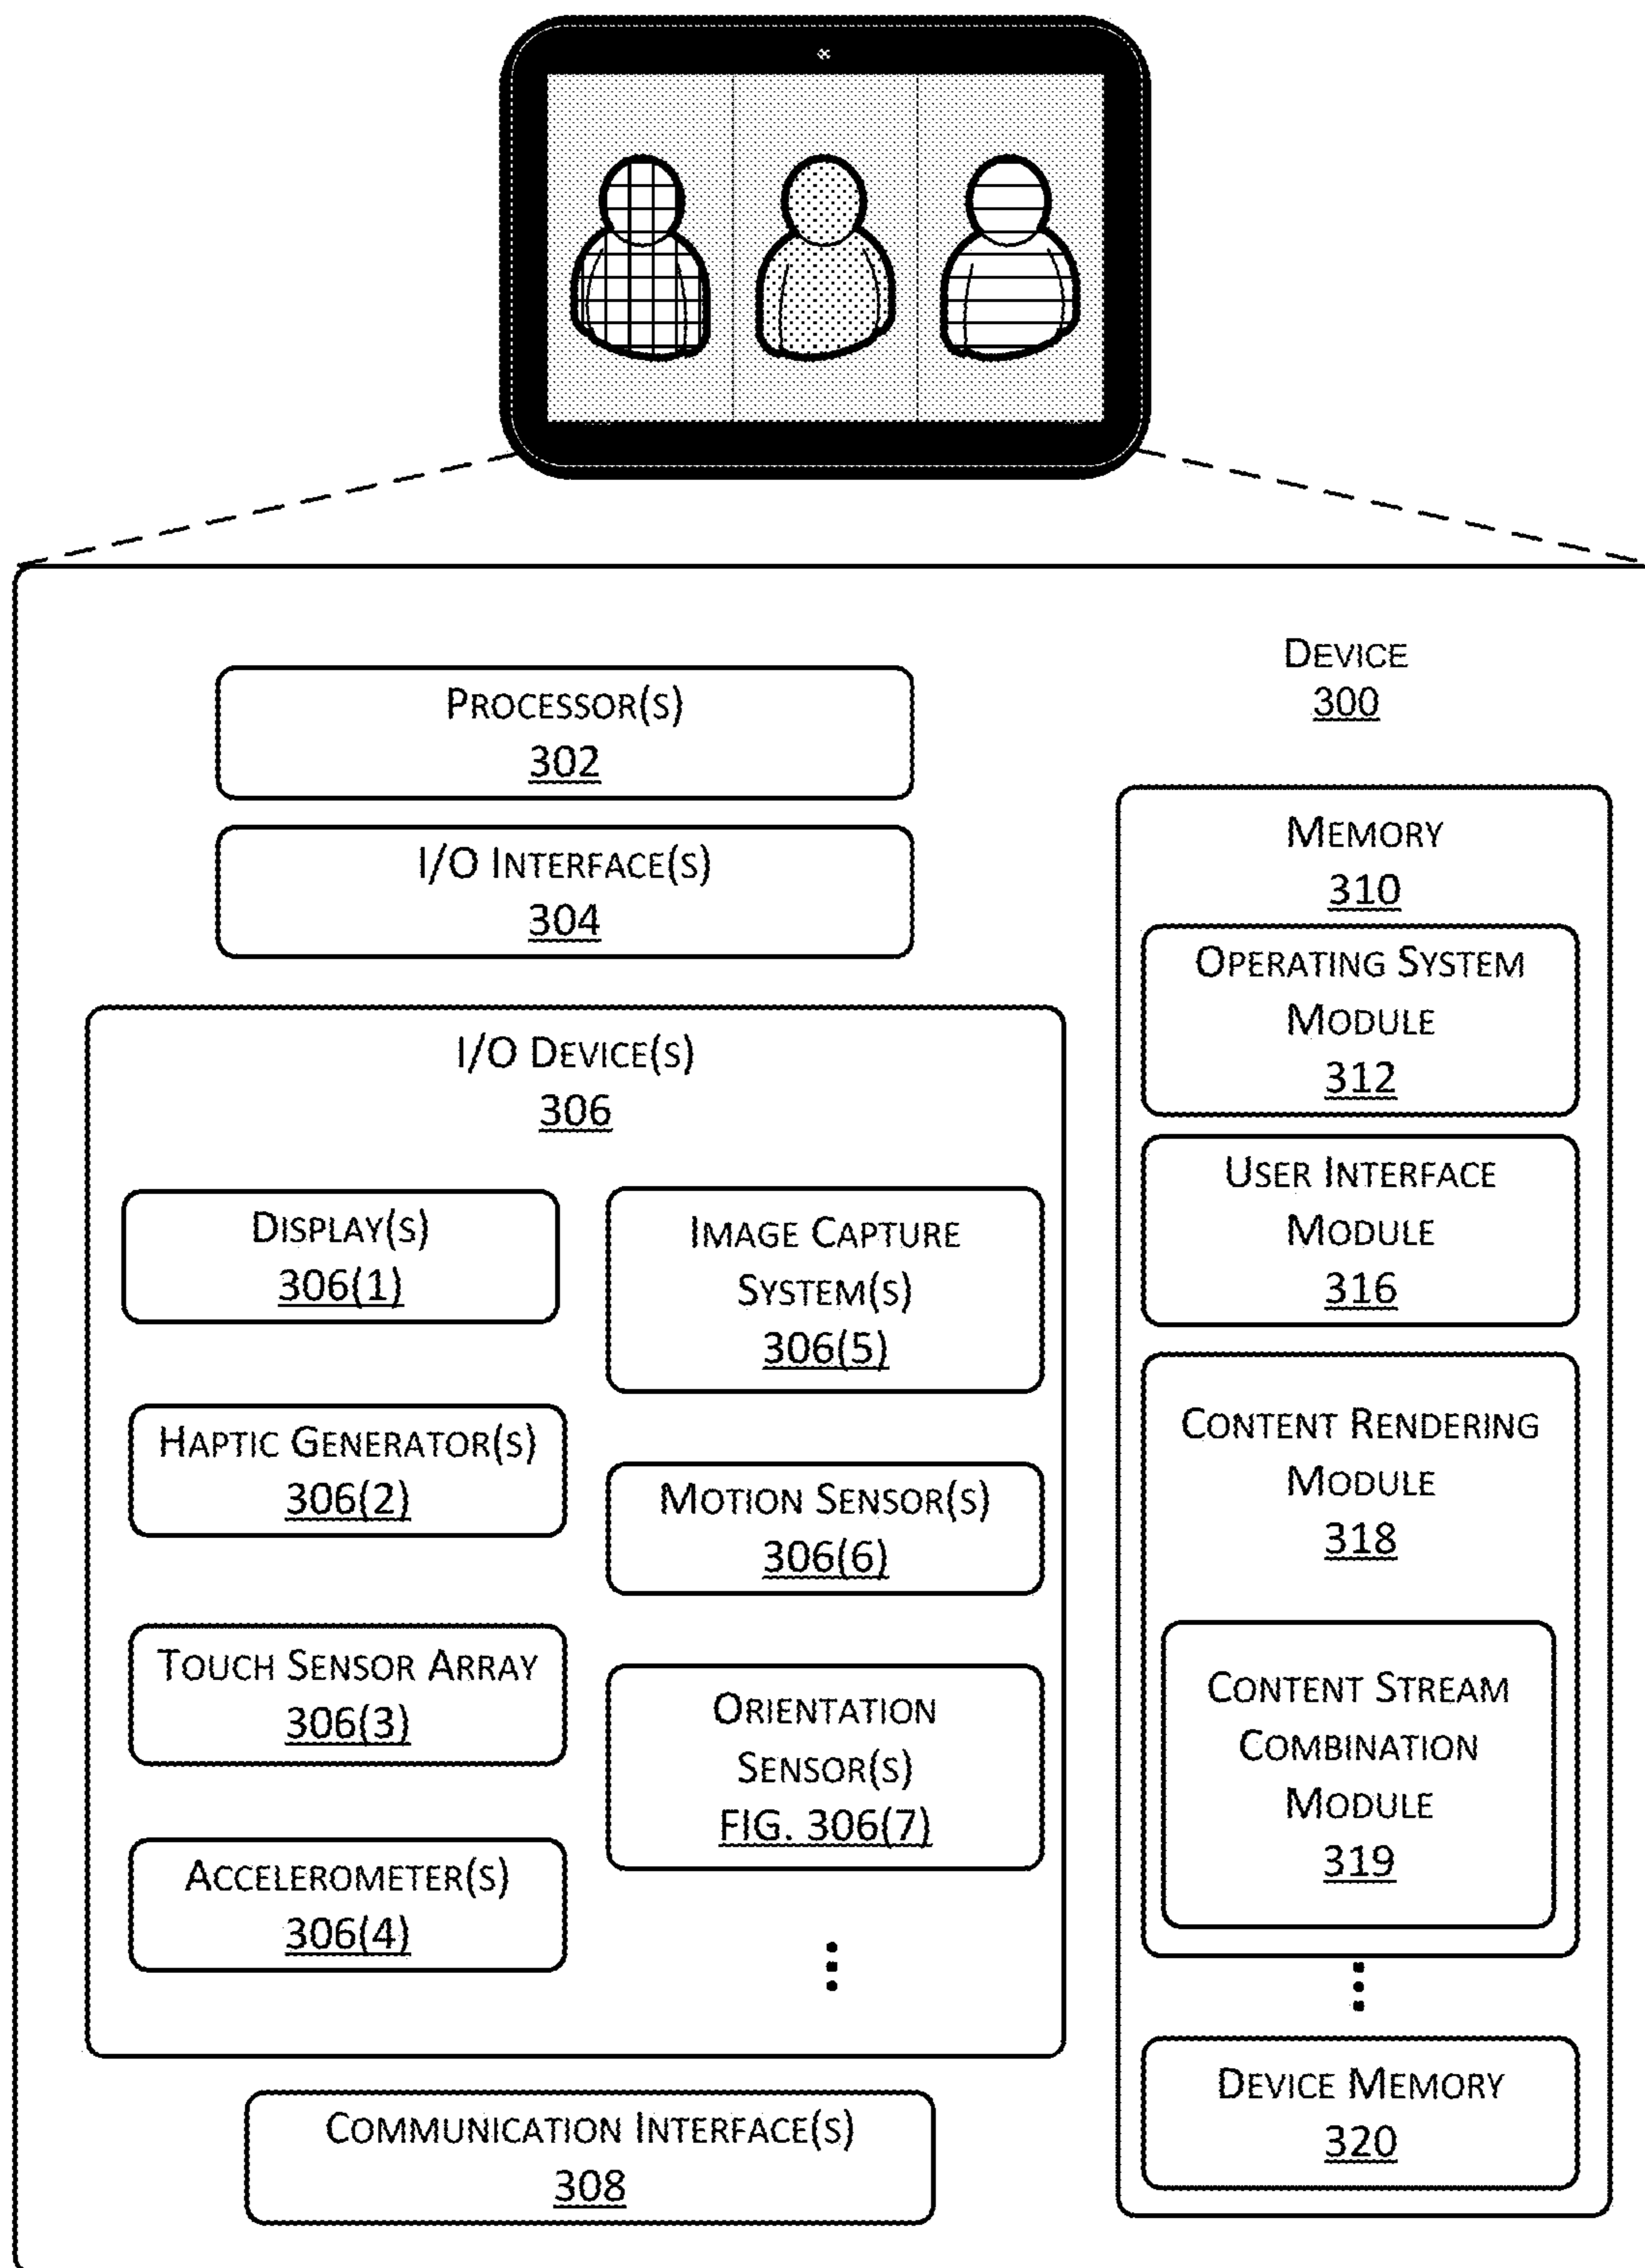 DEVICE
300
PROCESSOR(S)
302
I/O INTERFACE(S)
304
I/O DEVICE(S)
306
DISPLAY(S)
306(1)
HAPTIC GENERATOR(S)
306(2)
TOUCH SENSOR ARRAY
306(3)
ACCELEROMETER(S)
306(4)
IMAGE CAPTURE
SYSTEM(S)
306(5)
MOTION SENSOR(S)
306(6)
ORIENTATION
SENSOR(S)
FIG. 306(7)
COMMUNICATION INTERFACE(S)
308
MEMORY
310
OPERATING SYSTEM
MODULE
312
USER INTERFACE
MODULE
316
CONTENT RENDERING
MODULE
318
CONTENT STREAM
COMBINATION
MODULE
319
DEVICE MEMORY
320